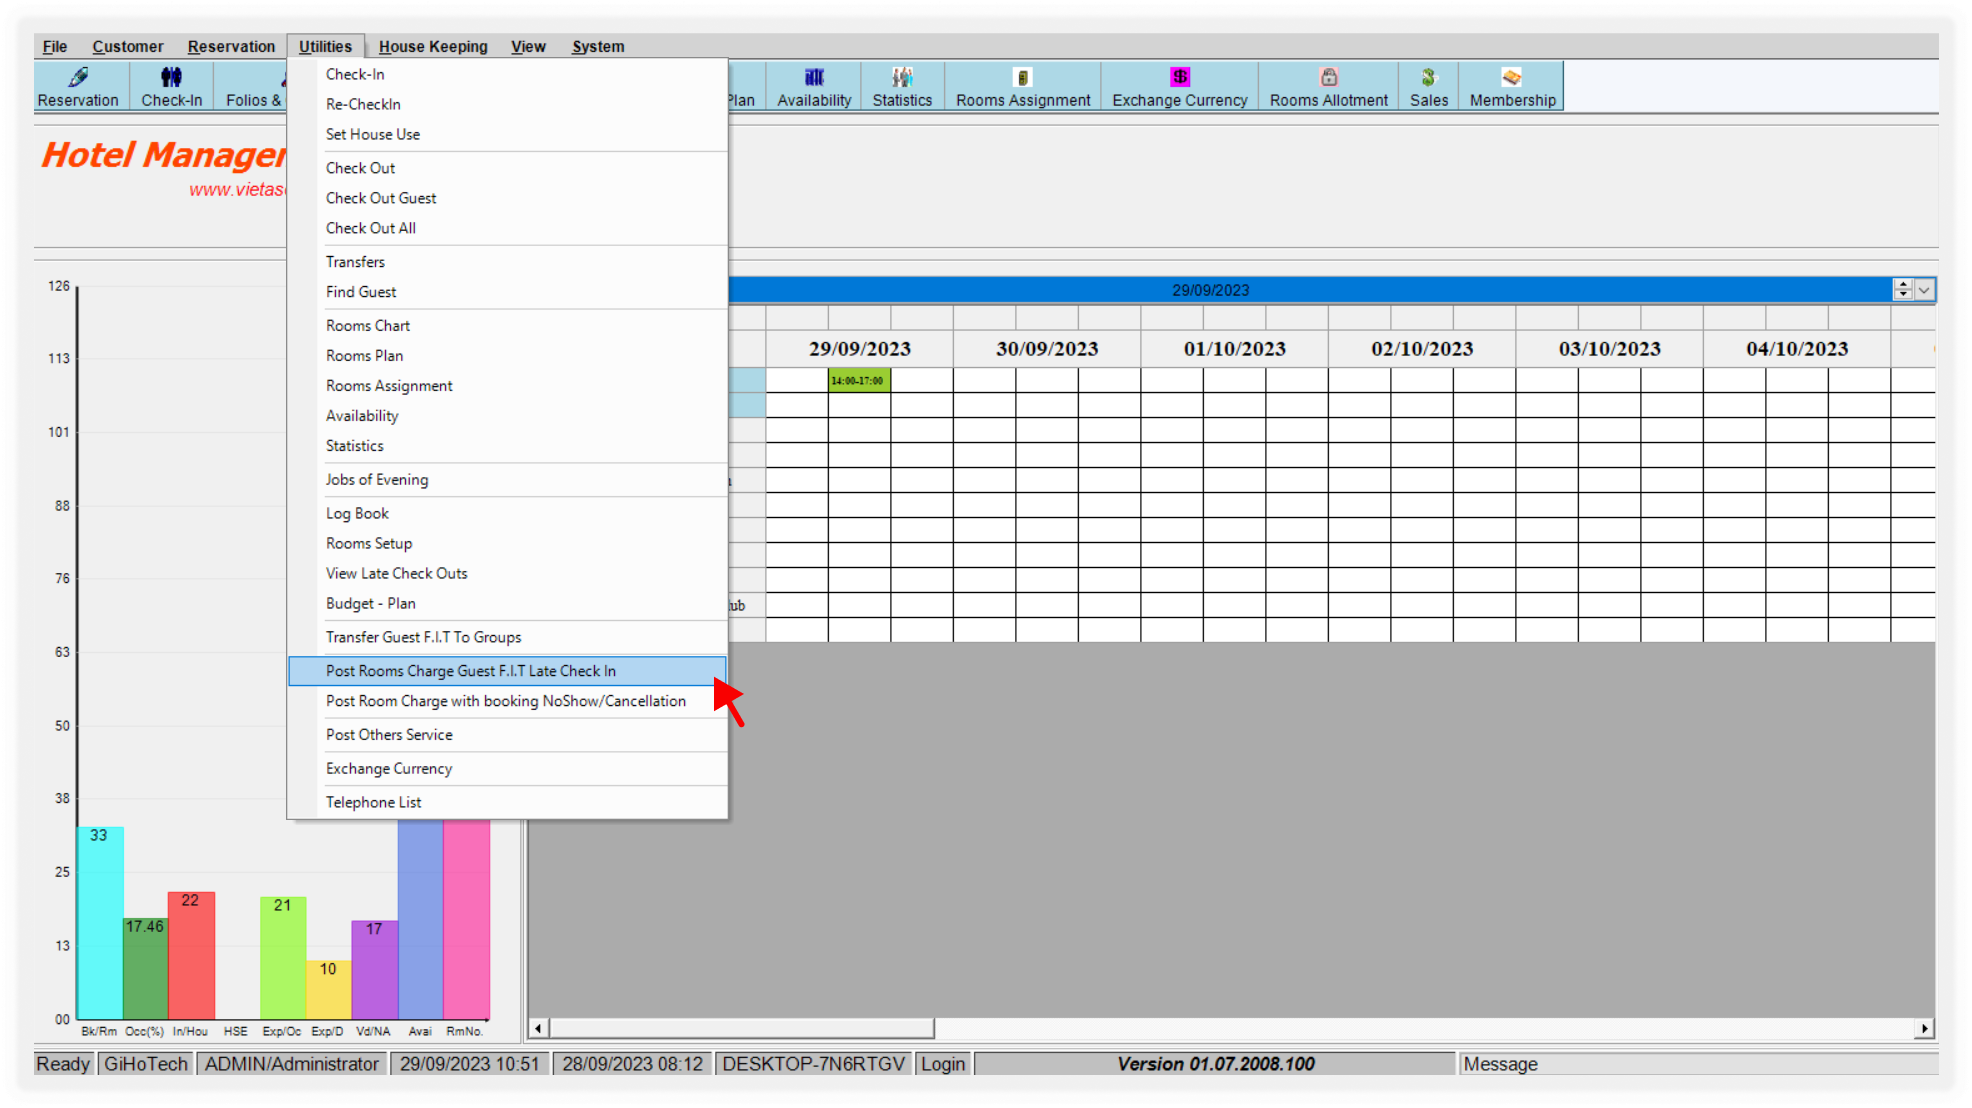 File Customer Reservation Utilities House Keeping View System
Reservation Check-In Folios & Plan Availability Statistics Rooms Assignment Exchange Currency Rooms Allotment Sales Membership
Hotel Manager
www.vietas
Check-In
Re-CheckIn
Set House Use
Check Out
Check Out Guest
Check Out All
Transfers
Find Guest
Rooms Chart
Rooms Plan
Rooms Assignment
Availability
Statistics
Jobs of Evening
Log Book
Rooms Setup
View Late Check Outs
Budget - Plan
Transfer Guest F.I.T To Groups
Post Rooms Charge Guest F.I.T Late Check In
Post Room Charge with booking NoShow/Cancellation
Post Others Service
Exchange Currency
Telephone List
29/09/2023
29/09/2023 30/09/2023 01/10/2023 02/10/2023 03/10/2023 04/10/2023
14:00-17:00
ub
126
113
101
88
76
63
50
38
25
13
00
33
17.46
22
21
10
17
Bk/Rm Occ(%) In/Hou HSE Exp/Oc Exp/D Vd/NA Avai RmNo.
Ready GiHoTech ADMIN/Administrator 29/09/2023 10:51 28/09/2023 08:12 DESKTOP-7N6RTGV Login Version 01.07.2008.100 Message